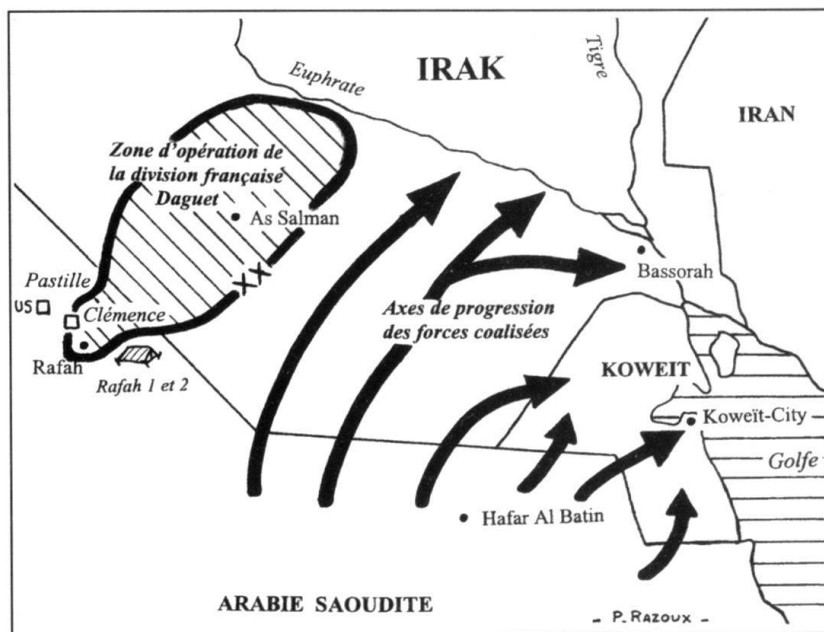 IRAK
Tigre
Euphrate
IRAN
Zone d'opération de
la division française
Daguet
As Salman
Bassorah
Pastille
US
Clémence
Axes de progression
des forces coalisées
Rafah
Rafah 1 et 2
KOWEIT
Koweït-City
Golfe
Hafar Al Batin
ARABIE SAOUDITE
- P. RAZOUX -